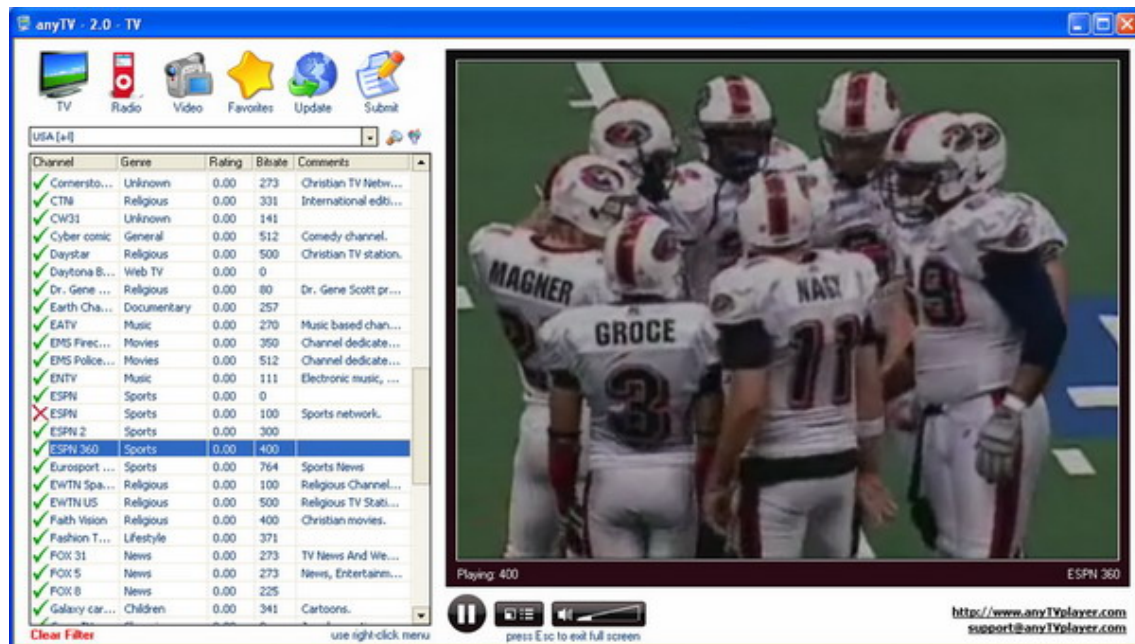 anyTV - 2.0 - TV
TV Radio Video Favorites Update Submit
USA [a-l]
Channel Genre Rating Bitrate Comments
Cornersto... Unknown 0.00 273 Christian TV Netw...
CTNi Religious 0.00 331 International editi...
CW31 Unknown 0.00 141
Cyber comic General 0.00 512 Comedy channel.
Daystar Religious 0.00 500 Christian TV station.
Daytona B... Web TV 0.00 0
Dr. Gene ... Religious 0.00 80 Dr. Gene Scott pr...
Earth Cha... Documentary 0.00 257
EATV Music 0.00 270 Music based chan...
EMS Firec... Movies 0.00 350 Channel dedicate...
EMS Police... Movies 0.00 512 Channel dedicate...
ENTV Music 0.00 111 Electronic music, ...
ESPN Sports 0.00 0
ESPN Sports 0.00 100 Sports network.
ESPN 2 Sports 0.00 300
ESPN 360 Sports 0.00 400
Eurosport ... Sports 0.00 764 Sports News
EWTN Spa... Religious 0.00 100 Religious Channel...
EWTN US Religious 0.00 500 Religious TV Stati...
Faith Vision Religious 0.00 400 Christian movies.
Fashion T... Lifestyle 0.00 371
FOX 31 News 0.00 273 TV News And We...
FOX 5 News 0.00 273 News, Entertainm...
FOX 8 News 0.00 225
Galaxy car... Children 0.00 341 Cartoons.
Clear Filter use right-click menu
MAGNER
GROCE
3
NAGY
11
9
Playing: 400 ESPN 360
press Esc to exit full screen
http://www.anyTVplayer.com
support@anyTVplayer.com